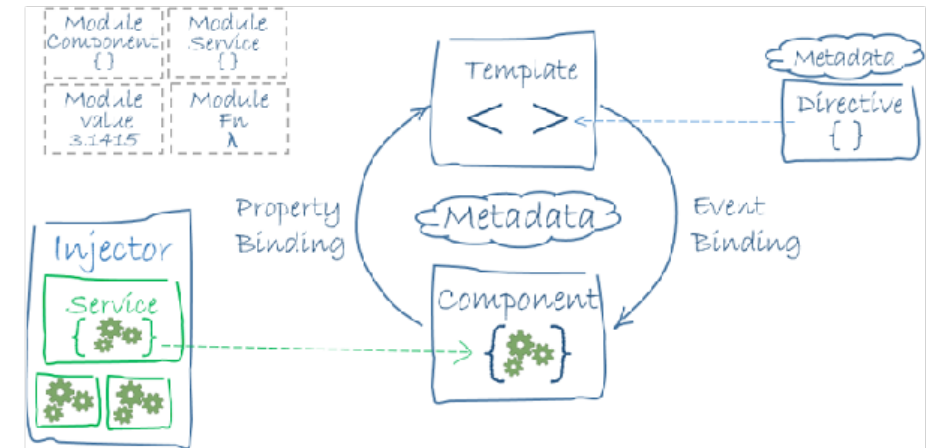 Module
Component
{ }
Module
Service
{ }
Module
value
3.1415
Module
Fn
λ
Template
< >
Metadata
Directive
{ }
Property
Binding
Metadata
Event
Binding
Injector
Service
{ }
Component
{ }